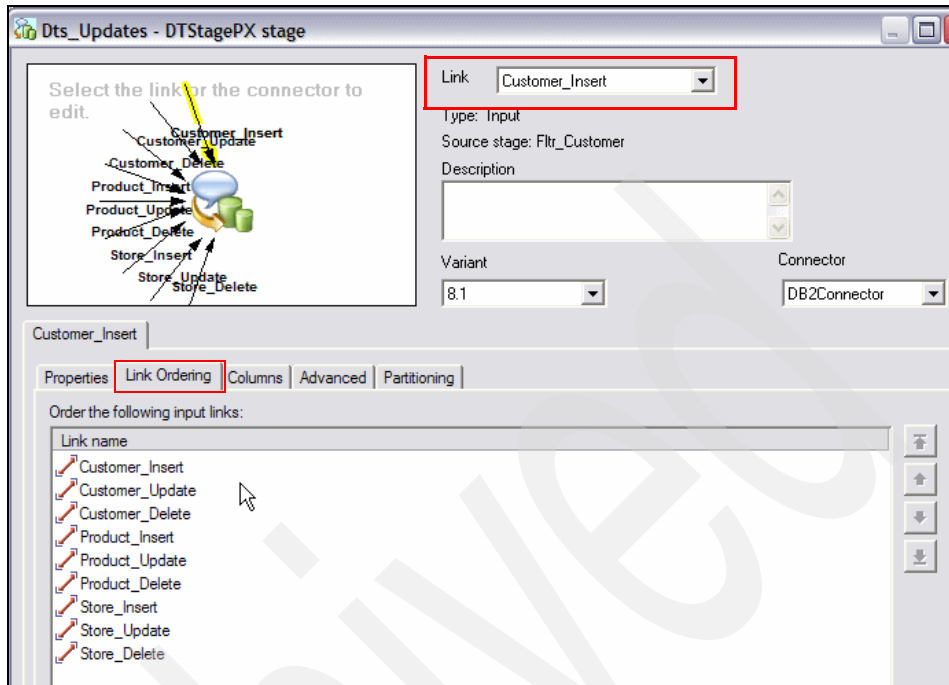 Dts_Updates - DTStagePX stage
Select the link or the connector to
edit.
Customer_Insert
Customer_Update
Customer_Delete
Product_Insert
Product_Update
Product_Delete
Store_Insert
Store_Update
Store_Delete
Link
Customer_Insert
Type: Input
Source stage: Fltr_Customer
Description
Variant
Connector
8.1
DB2Connector
Customer_Insert
Properties Link Ordering Columns Advanced Partitioning
Order the following input links:
Link name
Customer_Insert
Customer_Update
Customer_Delete
Product_Insert
Product_Update
Product_Delete
Store_Insert
Store_Update
Store_Delete